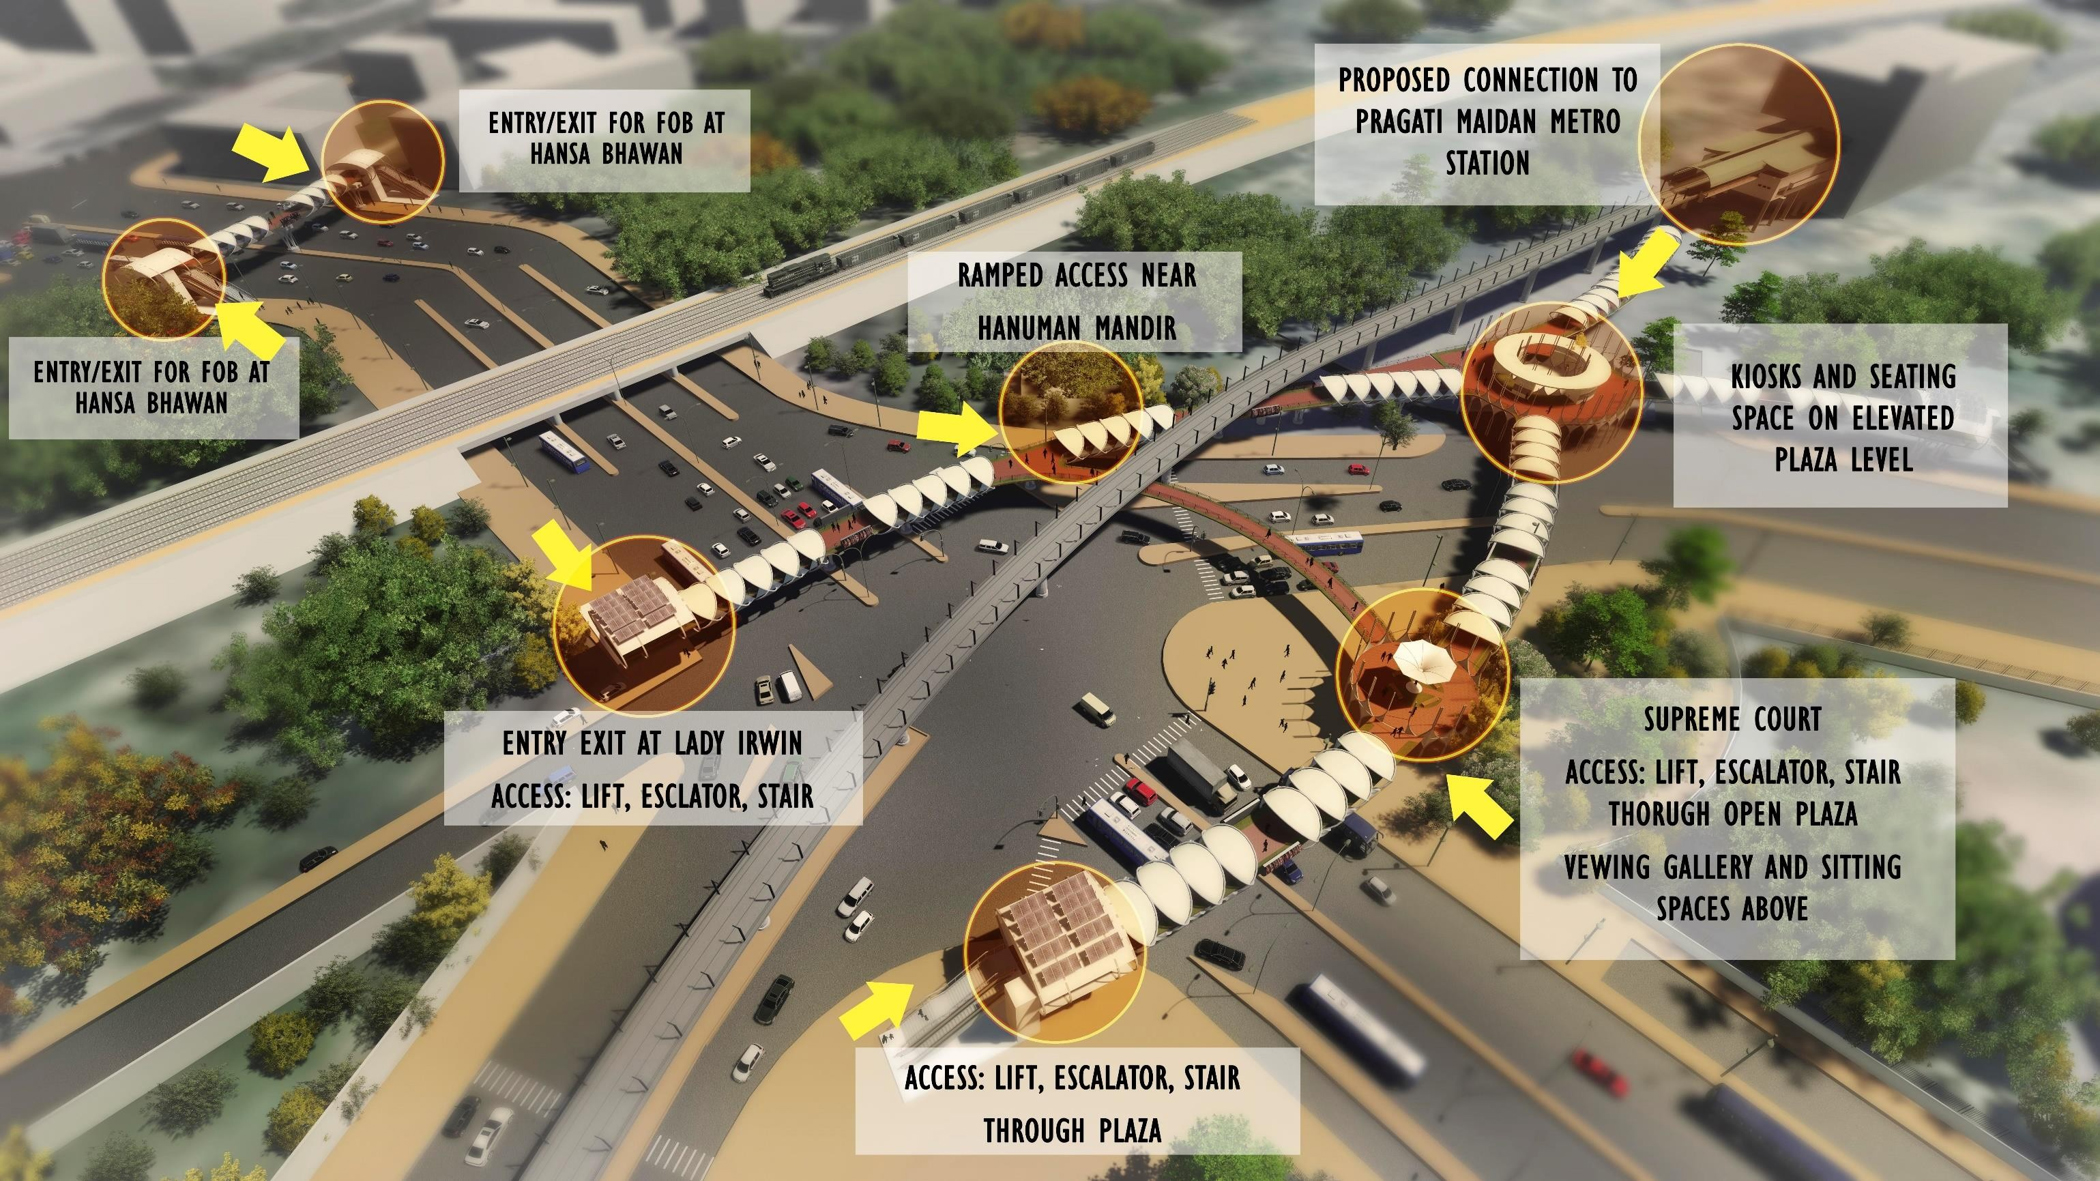 ENTRY/EXIT FOR FOB AT
HANSA BHAWAN
PROPOSED CONNECTION TO
PRAGATI MAIDAN METRO
STATION
RAMPED ACCESS NEAR
HANUMAN MANDIR
ENTRY/EXIT FOR FOB AT
HANSA BHAWAN
KIOSKS AND SEATING
SPACE ON ELEVATED
PLAZA LEVEL
ENTRY EXIT AT LADY IRWIN
ACCESS: LIFT, ESCLATOR, STAIR
SUPREME COURT
ACCESS: LIFT, ESCALATOR, STAIR
THORUGH OPEN PLAZA
VEWING GALLERY AND SITTING
SPACES ABOVE
ACCESS: LIFT, ESCALATOR, STAIR
THROUGH PLAZA